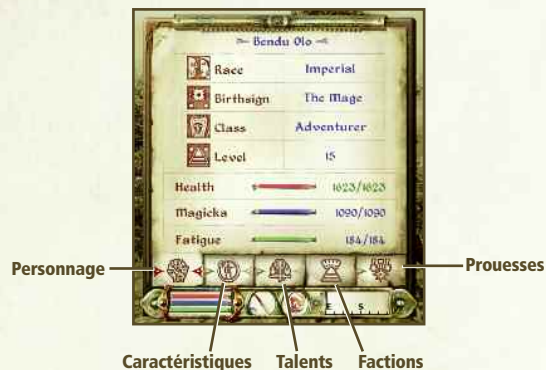 Bendu Olo
Race Imperial
Birthsign The Mage
Class Adventurer
Level 15
Health 1623/1623
Magicka 1090/1090
Fatigue 184/184
Personnage
Prouesses
E S
Caractéristiques Talents Factions